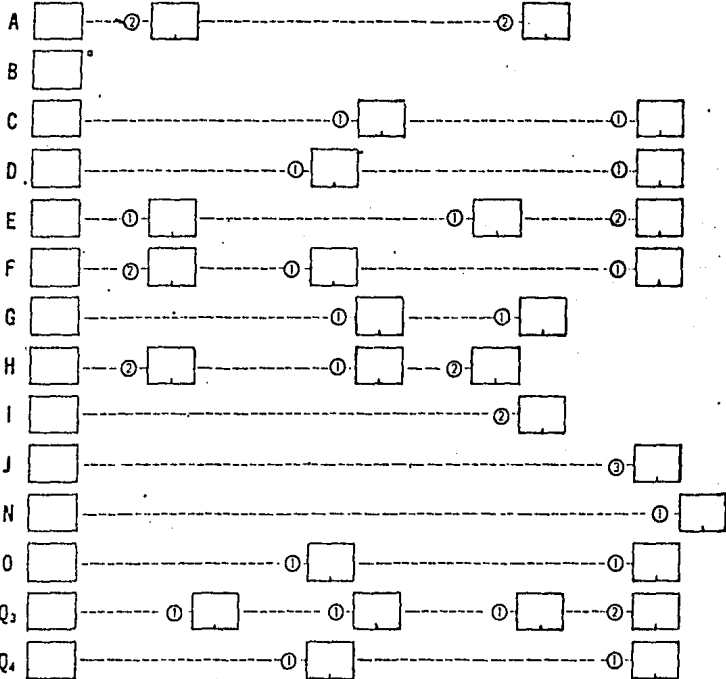 A ② ②
B
C ① ①
D ① ①
E ① ① ②
F ② ① ①
G ① ①
H ② ① ②
I ②
J ③
N ①
O ① ①
Q₃ ① ① ① ②
Q₄ ① ①